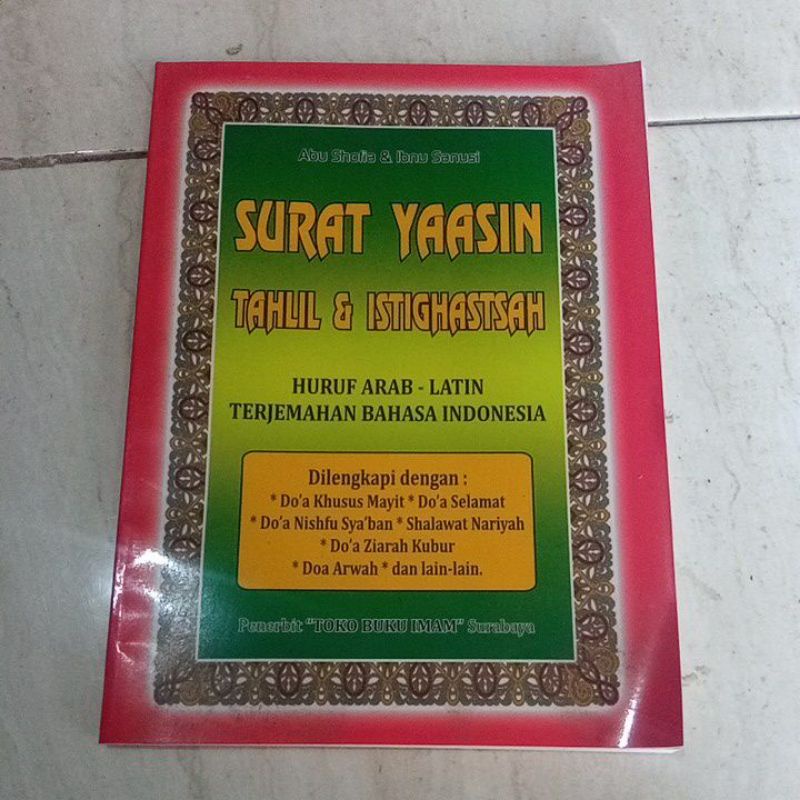 Abu Shofia & Ibnu Sanusi
SURAT YAASIN
TAHLIL & ISTIGHASTSAH
HURUF ARAB - LATIN
TERJEMAHAN BAHASA INDONESIA
Dilengkapi dengan :
* Do'a Khusus Mayit * Do'a Selamat
* Do'a Nishfu Sya'ban * Shalawat Nariyah
* Do'a Ziarah Kubur
* Doa Arwah * dan lain-lain.
Penerbit "TOKO BUKU IMAM" Surabaya